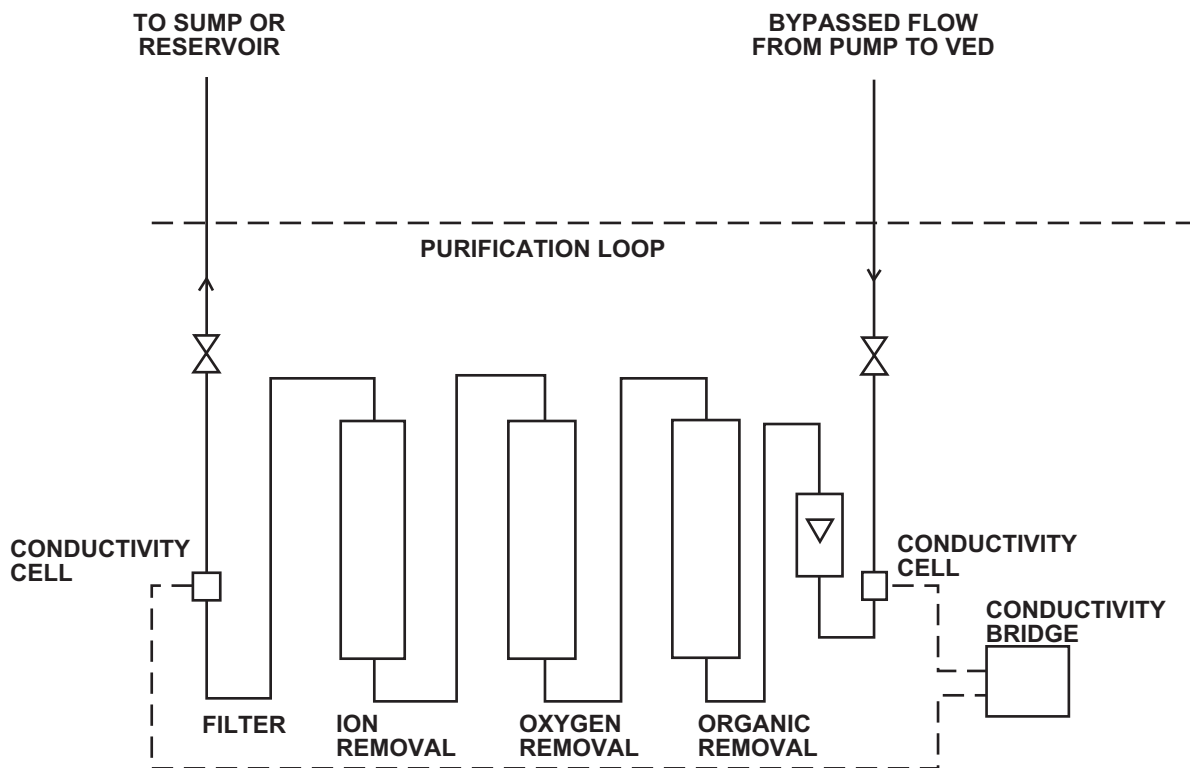 TO SUMP OR
RESERVOIR
BYPASSED FLOW
FROM PUMP TO VED
PURIFICATION LOOP
CONDUCTIVITY
CELL
CONDUCTIVITY
CELL
CONDUCTIVITY
BRIDGE
FILTER
ION
REMOVAL
OXYGEN
REMOVAL
ORGANIC
REMOVAL